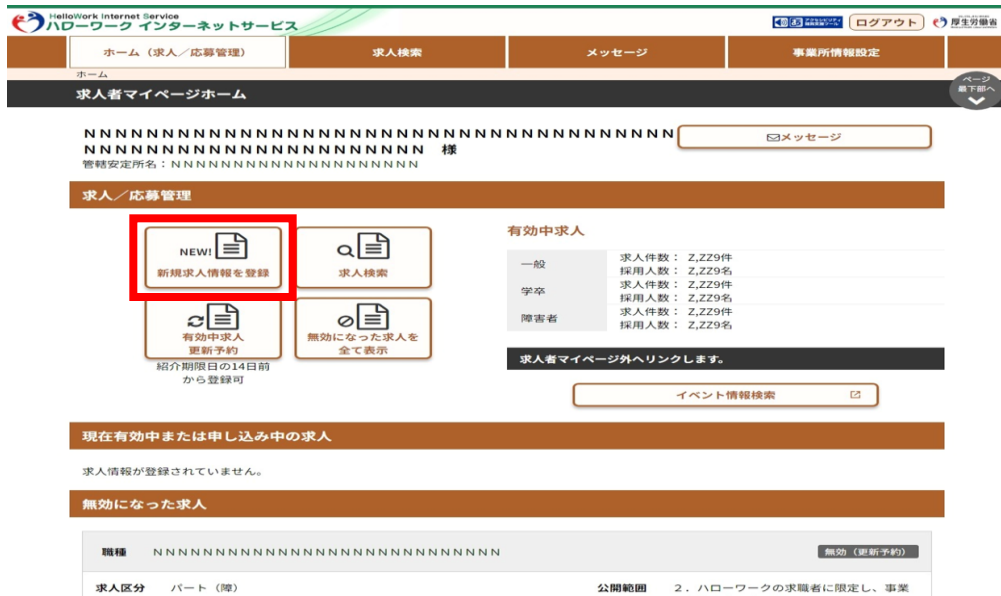 HelloWork Internet Service
ハローワーク インターネットサービス
ログアウト
厚生労働省
ホーム（求人／応募管理）
求人検索
メッセージ
事業所情報設定
ホーム
ページ
最下部へ
求人者マイページホーム
NNNNNNNNNNNNNNNNNNNNNNNNNNNNNNNNNNNNNN
NNNNNNNNNNNNNNNNNNNNNN 様
メッセージ
管轄安定所名：NNNNNNNNNNNNNNNNNNNN
求人／応募管理
NEW!
新規求人情報を登録
求人検索
有効中求人
更新予約
無効になった求人を
全て表示
紹介期限日の14日前
から登録可
有効中求人
一般
求人件数： Z,ZZ9件
採用人数： Z,ZZ9名
学卒
求人件数： Z,ZZ9件
採用人数： Z,ZZ9名
障害者
求人件数： Z,ZZ9件
採用人数： Z,ZZ9名
求人者マイページ外へリンクします。
イベント情報検索
現在有効中または申し込み中の求人
求人情報が登録されていません。
無効になった求人
職種 NNNNNNNNNNNNNNNNNNNNNNNNNNNN
無効（更新予約）
求人区分 パート（障）
公開範囲 2．ハローワークの求職者に限定し、事業